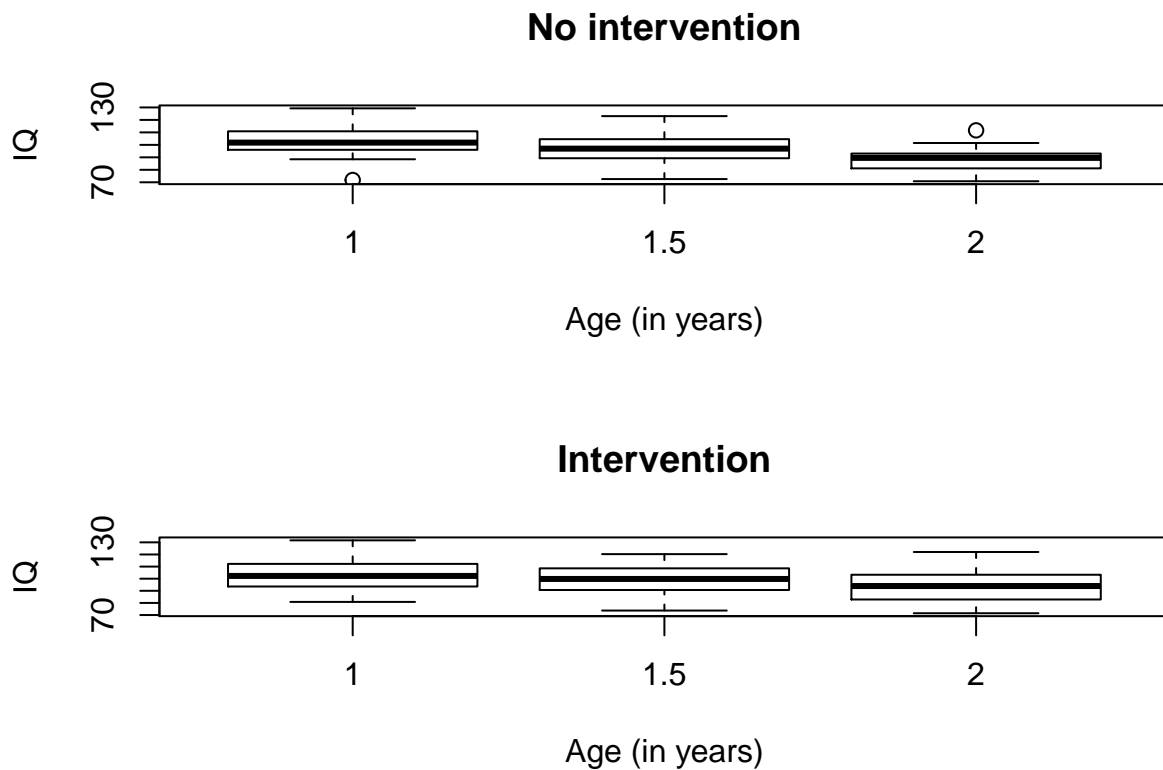 No intervention
IQ
130
70
1 1.5 2
Age (in years)
Intervention
IQ
130
70
1 1.5 2
Age (in years)